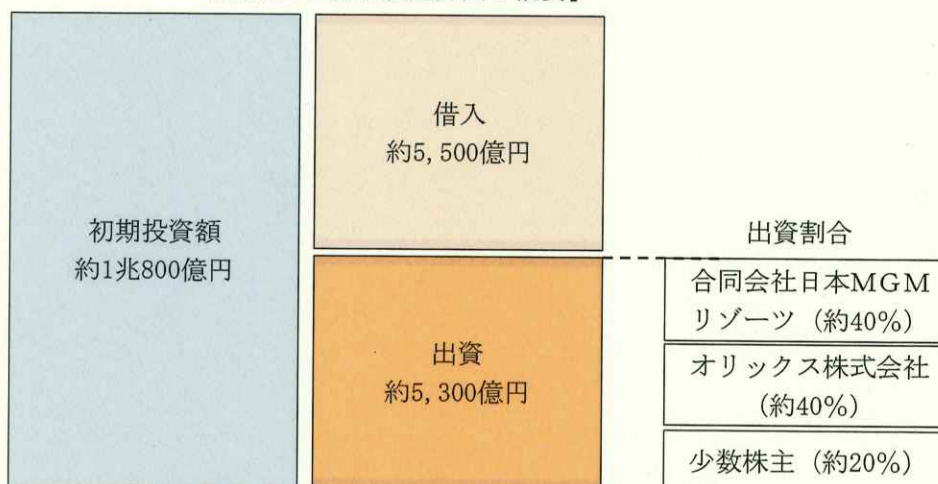 初期投資額
約1兆800億円
借入
約5,500億円
出資
約5,300億円
出資割合
合同会社日本MGM
リゾーツ（約40%）
オリックス株式会社
（約40%）
少数株主（約20%）